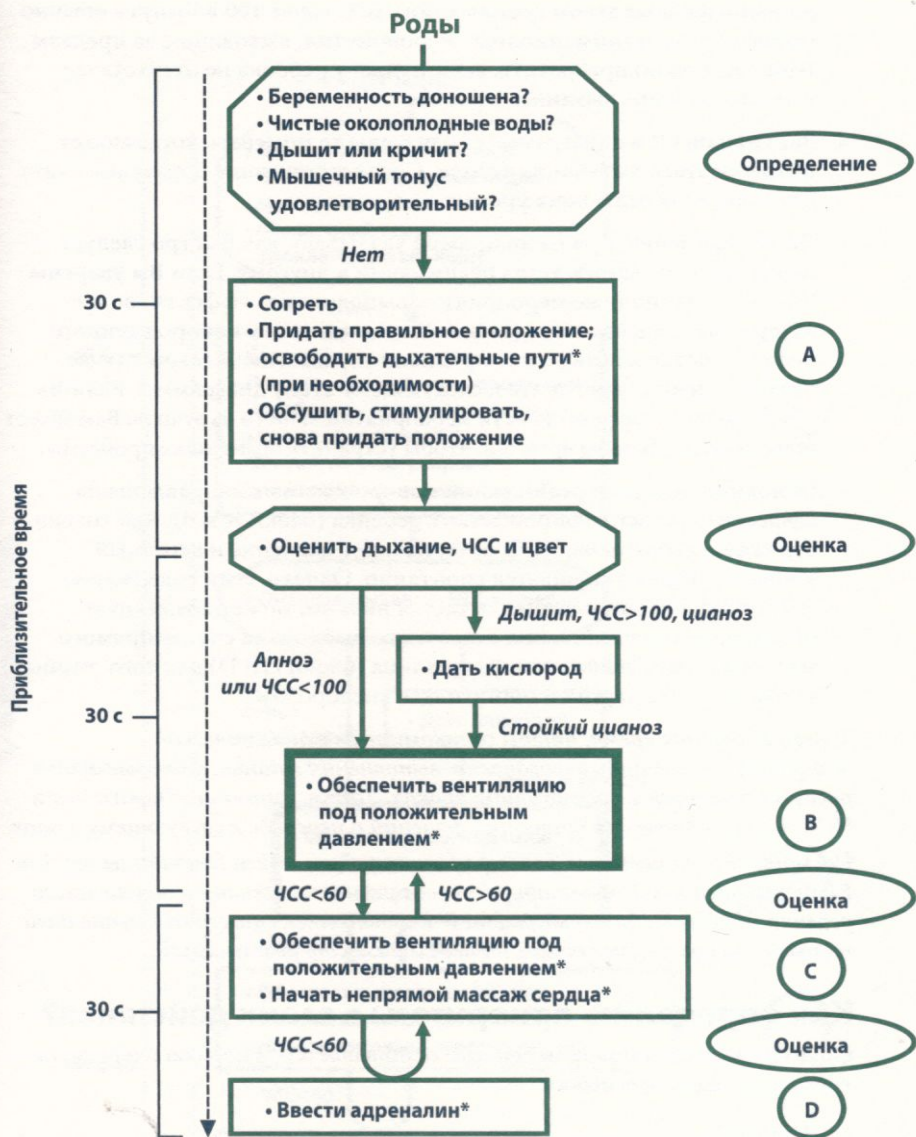 Роды
• Беременность доношена?
• Чистые околоплодные воды?
• Дышит или кричит?
• Мышечный тонус
удовлетворительный?
Определение
Нет
30 с
• Согреть
• Придать правильное положение;
освободить дыхательные пути*
(при необходимости)
• Обсушить, стимулировать,
снова придать положение
A
Приблизительное время
• Оценить дыхание, ЧСС и цвет
Оценка
Дышит, ЧСС>100, цианоз
Апноэ
или ЧСС<100
• Дать кислород
30 с
Стойкий цианоз
• Обеспечить вентиляцию
под положительным
давлением*
B
ЧСС<60
ЧСС>60
Оценка
• Обеспечить вентиляцию под
положительным давлением*
• Начать непрямой массаж сердца*
C
30 с
ЧСС<60
Оценка
• Ввести адреналин*
D